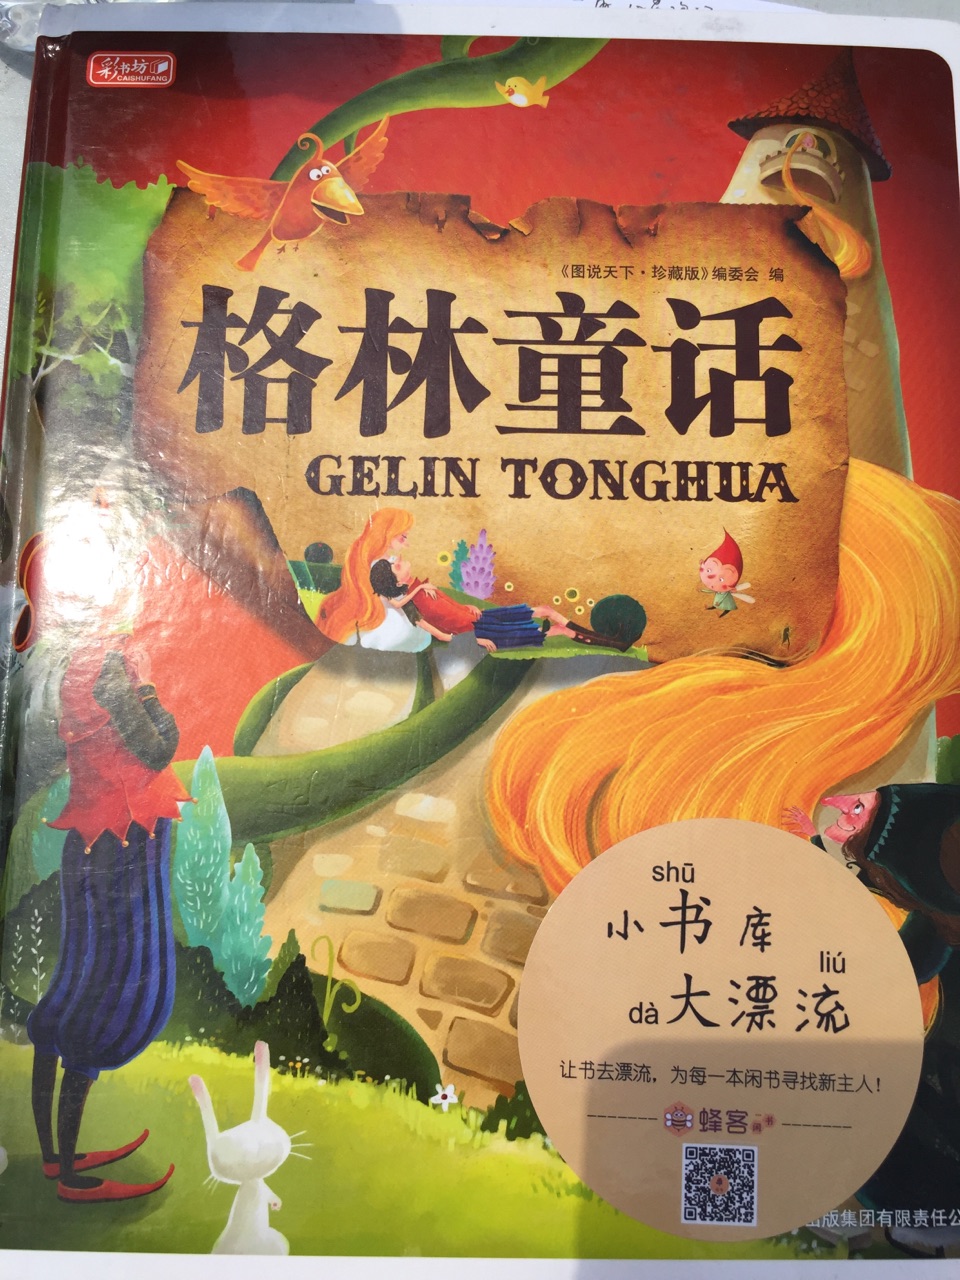 彩书坊
CAISHUFANG
《图说天下·珍藏版》编委会 编
格林童话
GELIN TONGHUA
shū
小书库
liú
dà大漂流
让书去漂流，为每一本闲书寻找新主人！
蜂客一闲书
出版集团有限责任公